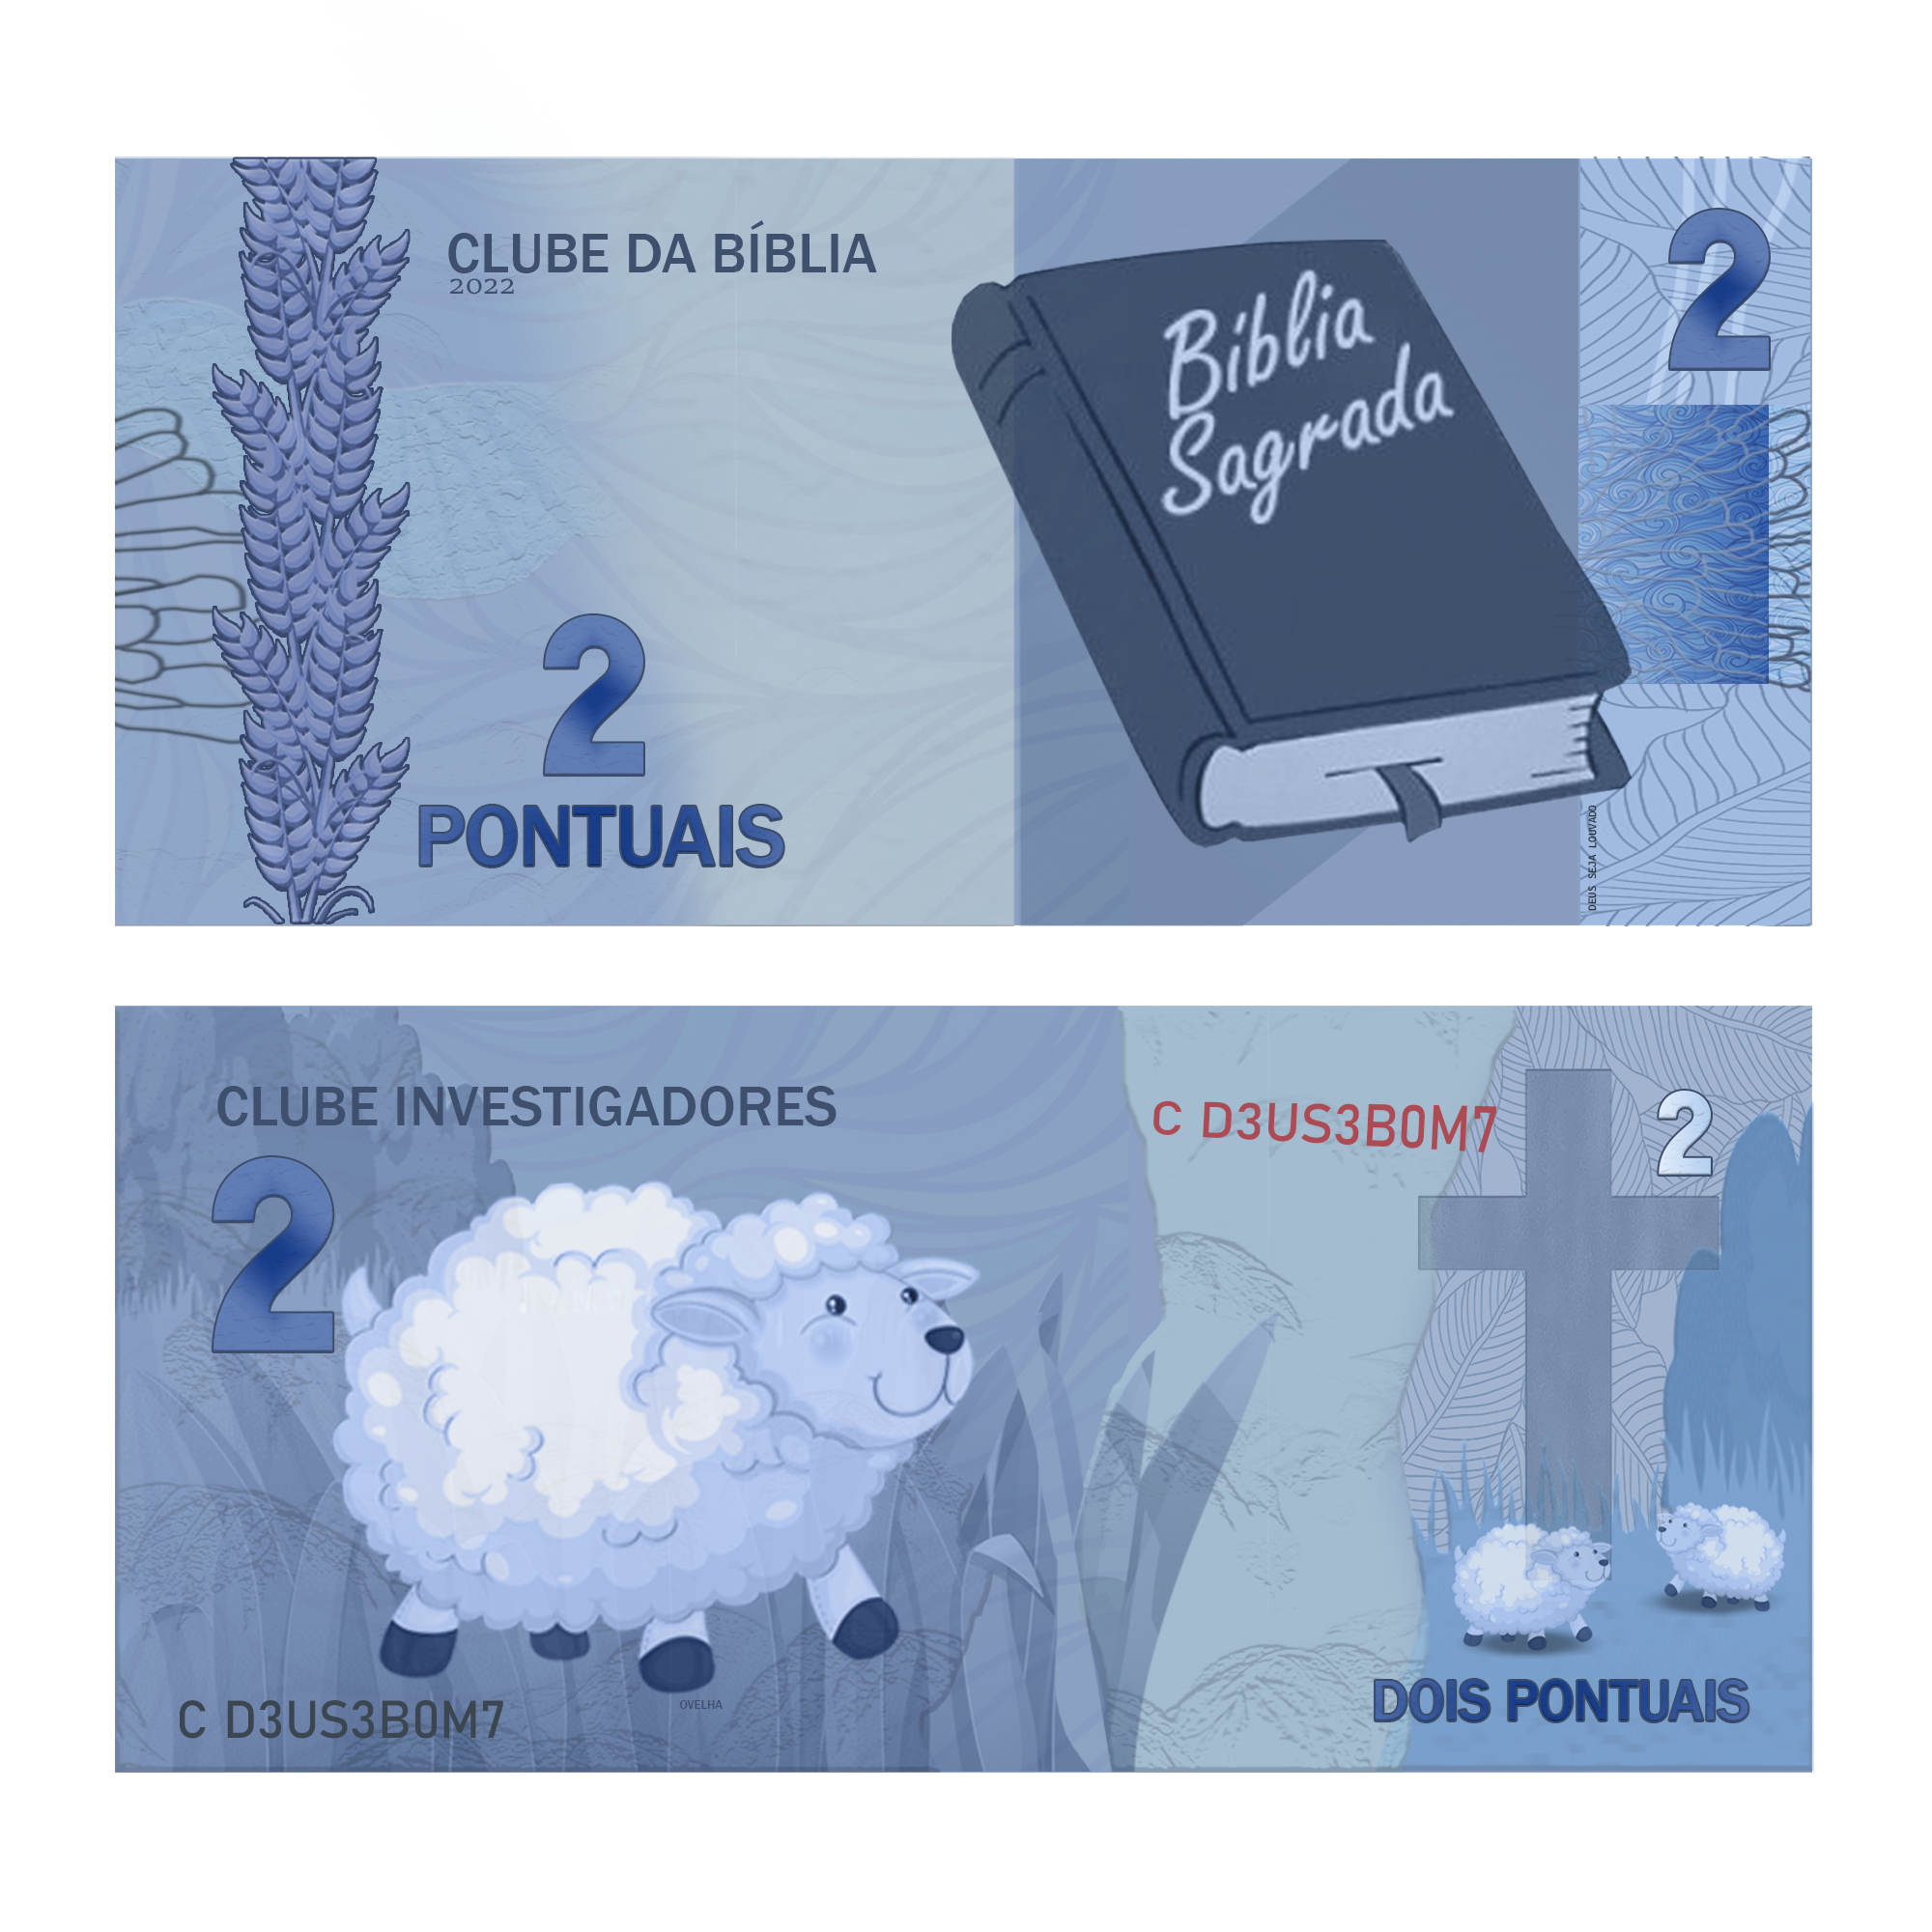 CLUBE DA BÍBLIA
2022
2
PONTUAIS
Bíblia
Sagrada
2
DEUS SEJA LOUVADO
CLUBE INVESTIGADORES
2
C D3US3B0M7
2
C D3US3B0M7
OVELHA
DOIS PONTUAIS